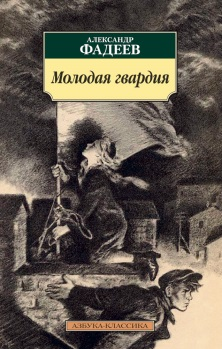 АЛЕКСАНДР
ФАДЕЕВ
Молодая гвардия
АЗБУКА-КЛАССИКА